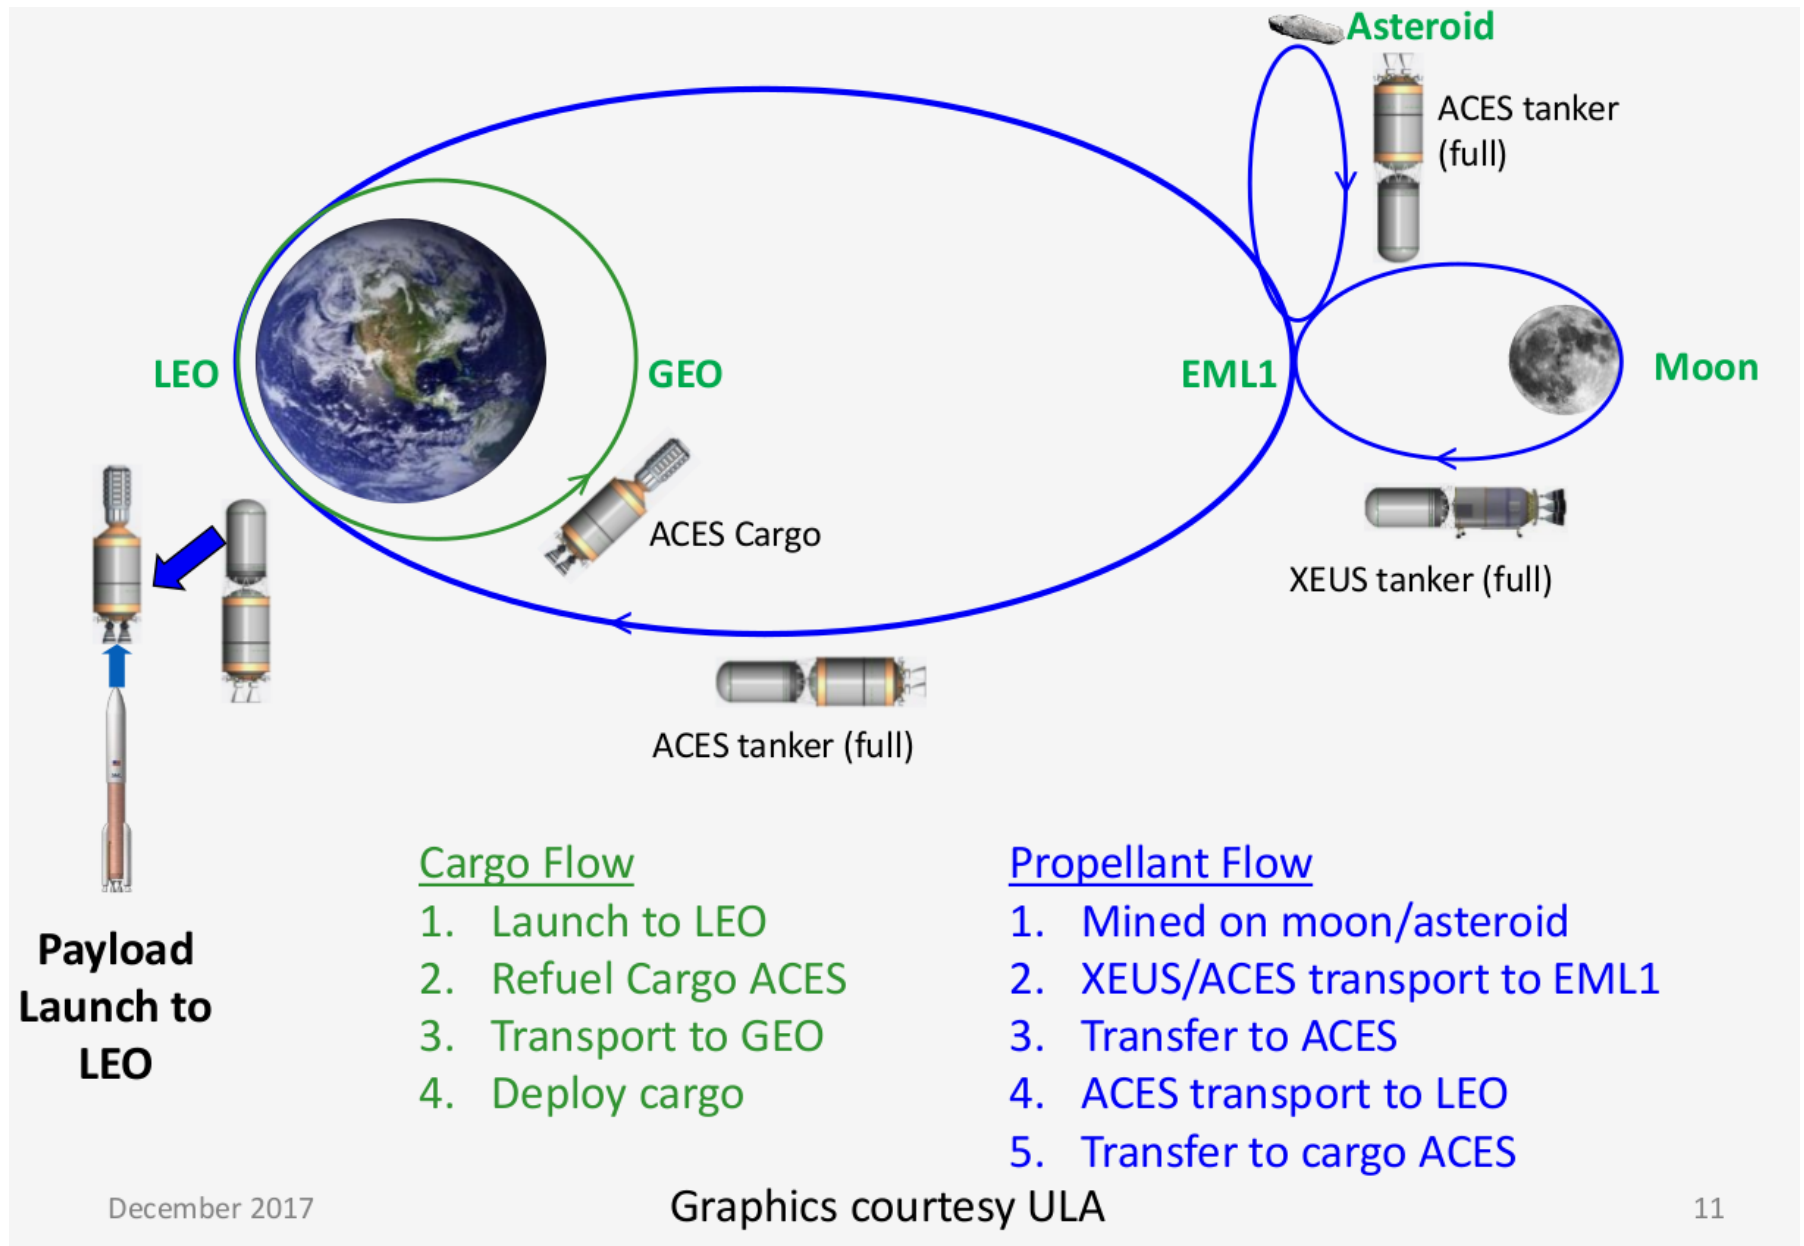 Asteroid
ACES tanker
(full)
LEO
GEO
EML1
Moon
ACES Cargo
XEUS tanker (full)
ACES tanker (full)
Payload
Launch to
LEO
Cargo Flow
1. Launch to LEO
2. Refuel Cargo ACES
3. Transport to GEO
4. Deploy cargo
Propellant Flow
1. Mined on moon/asteroid
2. XEUS/ACES transport to EML1
3. Transfer to ACES
4. ACES transport to LEO
5. Transfer to cargo ACES
December 2017
Graphics courtesy ULA
11